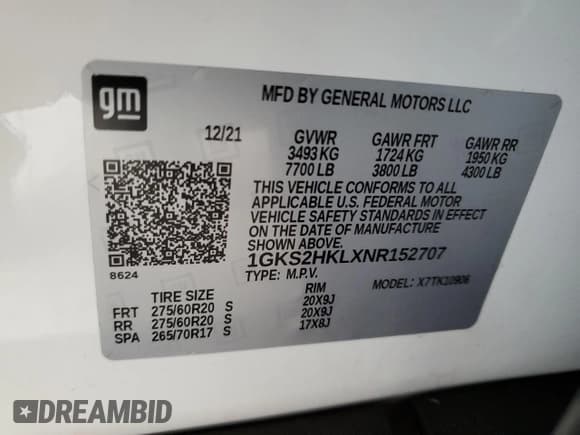 gm
MFD BY GENERAL MOTORS LLC
12/21 GVWR GAWR FRT GAWR RR
3493 KG 1724 KG 1950 KG
7700 LB 3800 LB 4300 LB
THIS VEHICLE CONFORMS TO ALL
APPLICABLE U.S. FEDERAL MOTOR
VEHICLE SAFETY STANDARDS IN EFFECT
ON THE DATE OF MANUFACTURE
SHOWN ABOVE.
8624
1GKS2HKLXNR152707
TYPE: M.P.V. MODEL: X7TK10906
TIRE SIZE RIM
FRT 275/60R20 S 20X9J
RR 275/60R20 S 20X9J
SPA 265/70R17 S 17X8J
DREAMBID